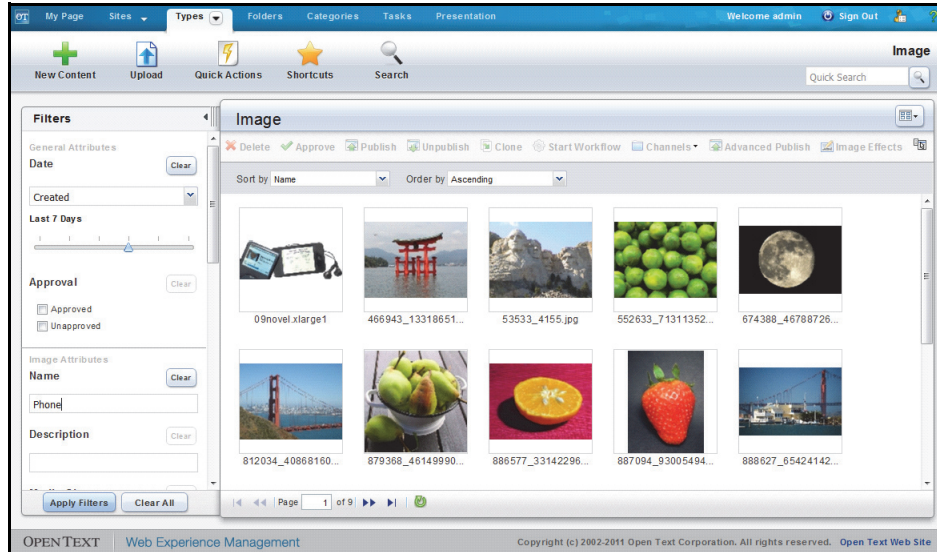 OT My Page Sites Types Folders Categories Tasks Presentation Welcome admin Sign Out ?
New Content Upload Quick Actions Shortcuts Search
Image
Quick Search
Filters
General Attributes
Date Clear
Created
Last 7 Days
Approval Clear
Approved
Unapproved
Image Attributes
Name Clear
Phone
Description Clear
Apply Filters Clear All
Image
Delete Approve Publish Unpublish Clone Start Workflow Channels Advanced Publish Image Effects
Sort by Name Order by Ascending
09novel.xlarge1 466943_13318651... 53533_4155.jpg 552633_71311352... 674388_46788726...
812034_40868160... 879368_46149990... 886577_33142296... 887094_93005494... 888627_65424142...
Page 1 of 9
OPEN TEXT Web Experience Management Copyright (c) 2002-2011 Open Text Corporation. All rights reserved. Open Text Web Site